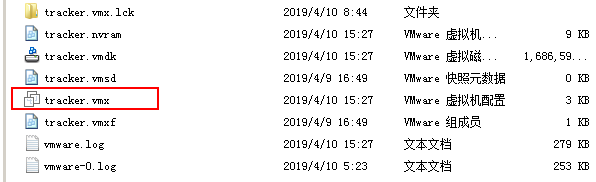 tracker.vmx.lck 2019/4/10 8:44 文件夹
tracker.nvram 2019/4/10 15:27 VMware 虚拟机... 9 KB
tracker.vmdk 2019/4/10 15:27 VMware 虚拟磁... 1,686,59...
tracker.vmsd 2019/4/9 16:49 VMware 快照元数据 0 KB
tracker.vmx 2019/4/10 15:27 VMware 虚拟机配置 3 KB
tracker.vmxf 2019/4/9 16:49 VMware 组成员 1 KB
vmware.log 2019/4/10 15:27 文本文档 279 KB
vmware-0.log 2019/4/10 5:23 文本文档 253 KB